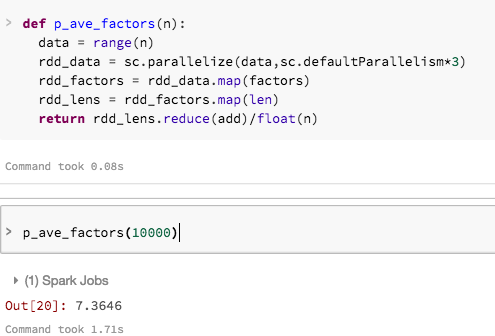 > def p_ave_factors(n):
data = range(n)
rdd_data = sc.parallelize(data,sc.defaultParallelism*3)
rdd_factors = rdd_data.map(factors)
rdd_lens = rdd_factors.map(len)
return rdd_lens.reduce(add)/float(n)
Command took 0.08s
> p_ave_factors(10000)
(1) Spark Jobs
Out[20]: 7.3646
Command took 1.71s